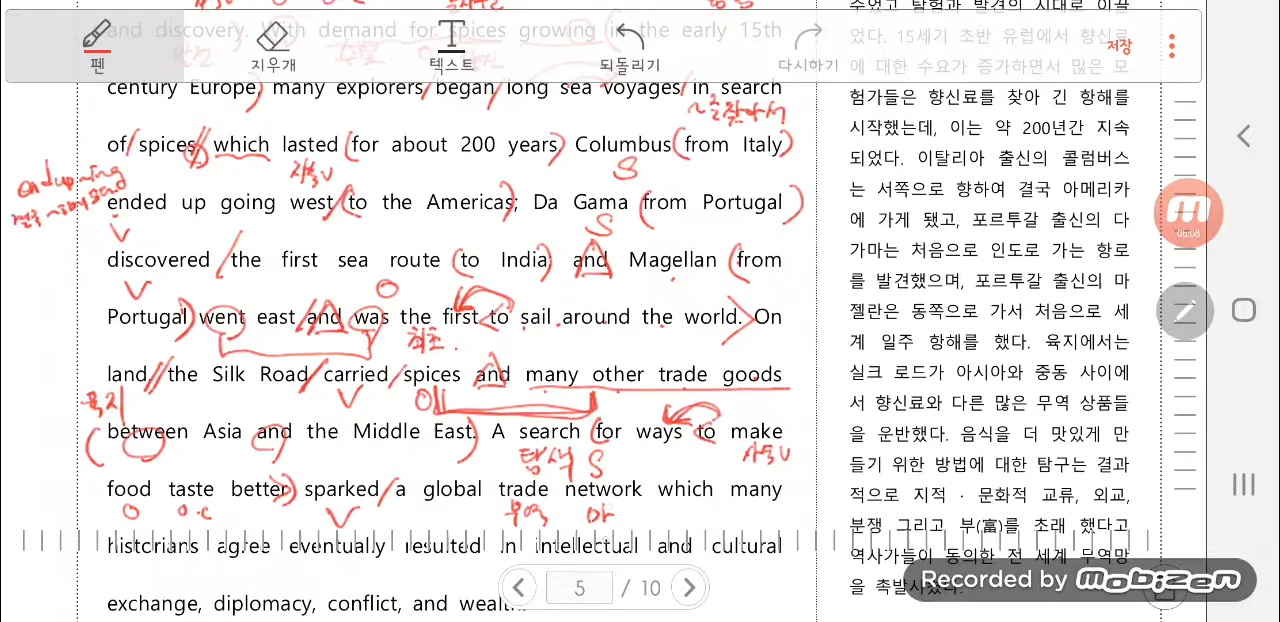 and discovery. With demand for spices growing in the early 15th
펜
지우개
텍스트
되돌리기
다시하기
저장
century Europe, many explorers began long sea voyages in search
~을 찾아서
of spices, which lasted for about 200 years. Columbus (from Italy)
지속V
S
end up ~ing
ended up going west to the Americas; Da Gama (from Portugal)
V
S
discovered the first sea route to India; and Magellan (from
V
Portugal) went east and was the first to sail around the world. On
최초
land, the Silk Road carried spices and many other trade goods
육지
V
O
between Asia and the Middle East. A search for ways to make
탐색 S
사역V
food taste better sparked a global trade network which many
O
o.c
V
무역
망
historians agree eventually resulted in intellectual and cultural
exchange, diplomacy, conflict, and wealth.
5 / 10
었다. 15세기 초반 유럽에서 향신료
에 대한 수요가 증가하면서 많은 모
험가들은 향신료를 찾아 긴 항해를
시작했는데, 이는 약 200년간 지속
되었다. 이탈리아 출신의 콜럼버스
는 서쪽으로 향하여 결국 아메리카
에 가게 됐고, 포르투갈 출신의 다
가마는 처음으로 인도로 가는 항로
를 발견했으며, 포르투갈 출신의 마
젤란은 동쪽으로 가서 처음으로 세
계 일주 항해를 했다. 육지에서는
실크 로드가 아시아와 중동 사이에
서 향신료와 다른 많은 무역 상품들
을 운반했다. 음식을 더 맛있게 만
들기 위한 방법에 대한 탐구는 결과
적으로 지적 · 문화적 교류, 외교,
분쟁 그리고 부(富)를 초래 했다고
역사가들이 동의한 전 세계 무역망
을 촉발시켰다.
05:06
Recorded by mobizen